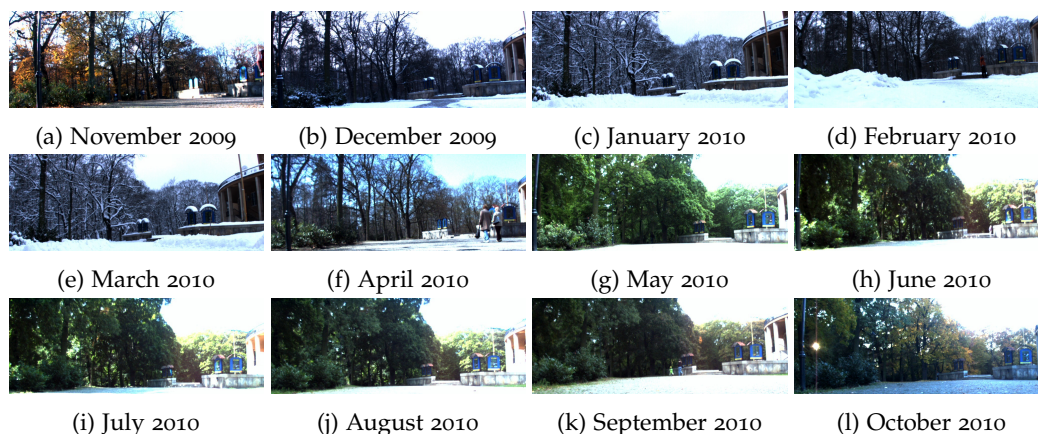 (a) November 2009
(b) December 2009
(c) January 2010
(d) February 2010
(e) March 2010
(f) April 2010
(g) May 2010
(h) June 2010
(i) July 2010
(j) August 2010
(k) September 2010
(l) October 2010